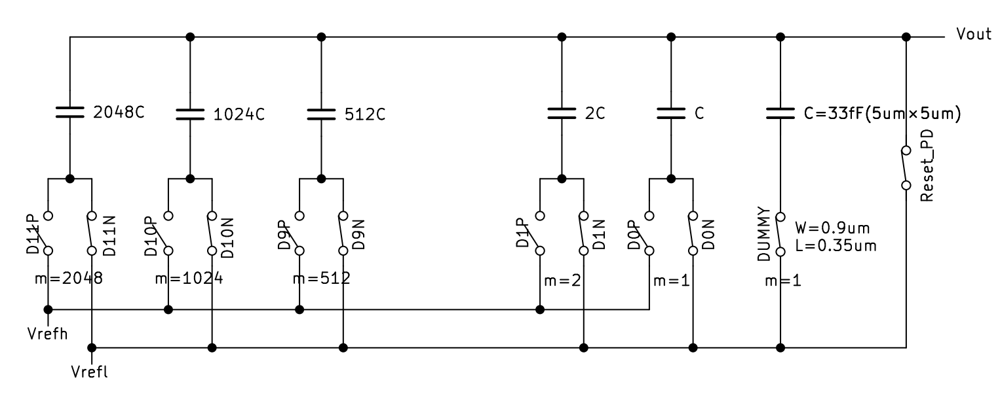 Vout
2048C
1024C
512C
2C
C
C=33fF(5um×5um)
Reset_PD
D11P
D11N
D10P
D10N
D9P
D9N
D1P
D1N
D0P
D0N
DUMMY
W=0.9um
L=0.35um
m=2048
m=1024
m=512
m=2
m=1
m=1
Vrefh
Vrefl